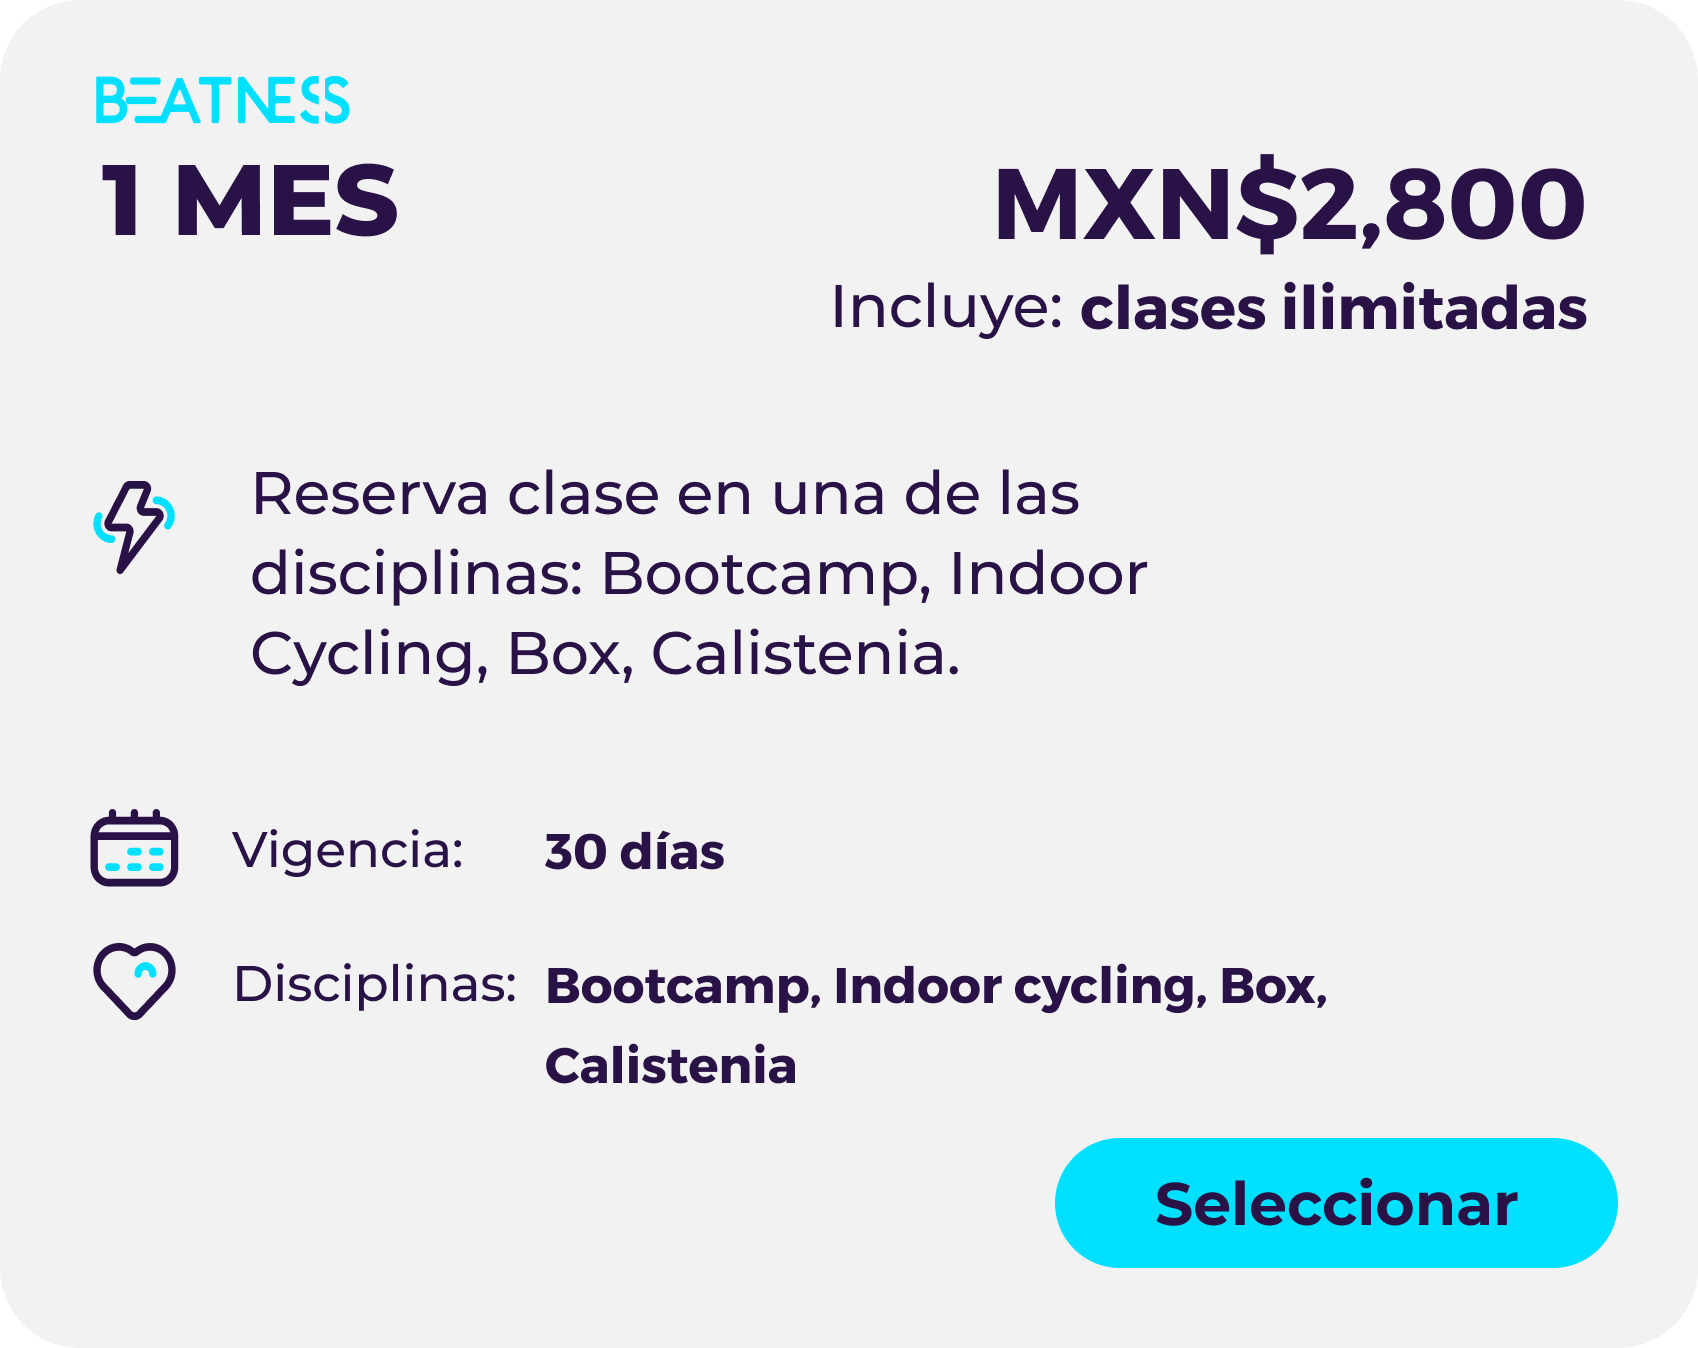 BEATNESS
1 MES
MXN$2,800
Incluye: clases ilimitadas
Reserva clase en una de las
disciplinas: Bootcamp, Indoor
Cycling, Box, Calistenia.
Vigencia: 30 días
Disciplinas: Bootcamp, Indoor cycling, Box,
Calistenia
Seleccionar